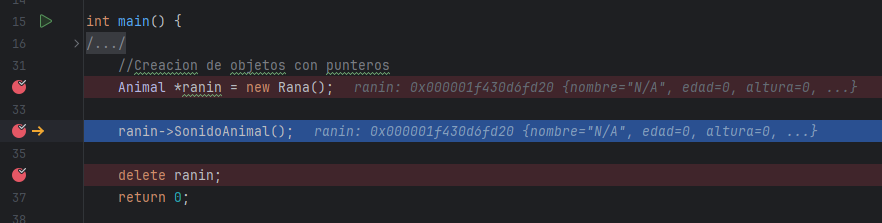 15 int main() {
16 /.../
31 //Creacion de objetos con punteros
Animal *ranin = new Rana(); ranin: 0x000001f430d6fd20 {nombre="N/A", edad=0, altura=0, ...}
33
ranin->SonidoAnimal(); ranin: 0x000001f430d6fd20 {nombre="N/A", edad=0, altura=0, ...}
35
delete ranin;
37 return 0;
38